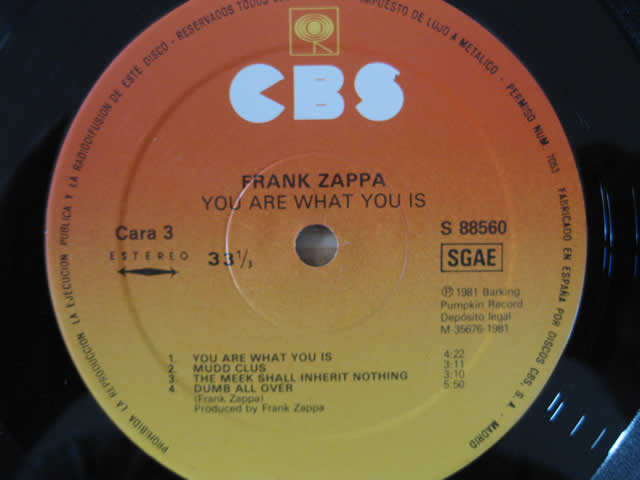 PROHIBIDA LA REPRODUCCION LA EJECUCION PUBLICA Y LA RADIODIFUSION DE ESTE DISCO - RESERVADOS TODOS
IMPUESTO DE LUJO A METALICO - PERMISO NUM. 7053
FABRICADO EN ESPAÑA POR DISCOS CBS, S.A. - MADRID
CBS
FRANK ZAPPA
YOU ARE WHAT YOU IS
Cara 3
ESTEREO
33 1/3
S 88560
SGAE
℗ 1981 Barking
Pumpkin Record
Depósito legal
M-35676-1981
1. YOU ARE WHAT YOU IS 4:22
2. MUDD CLUS 3:11
3. THE MEEK SHALL INHERIT NOTHING 3:10
4. DUMB ALL OVER 5:50
(Frank Zappa)
Produced by Frank Zappa